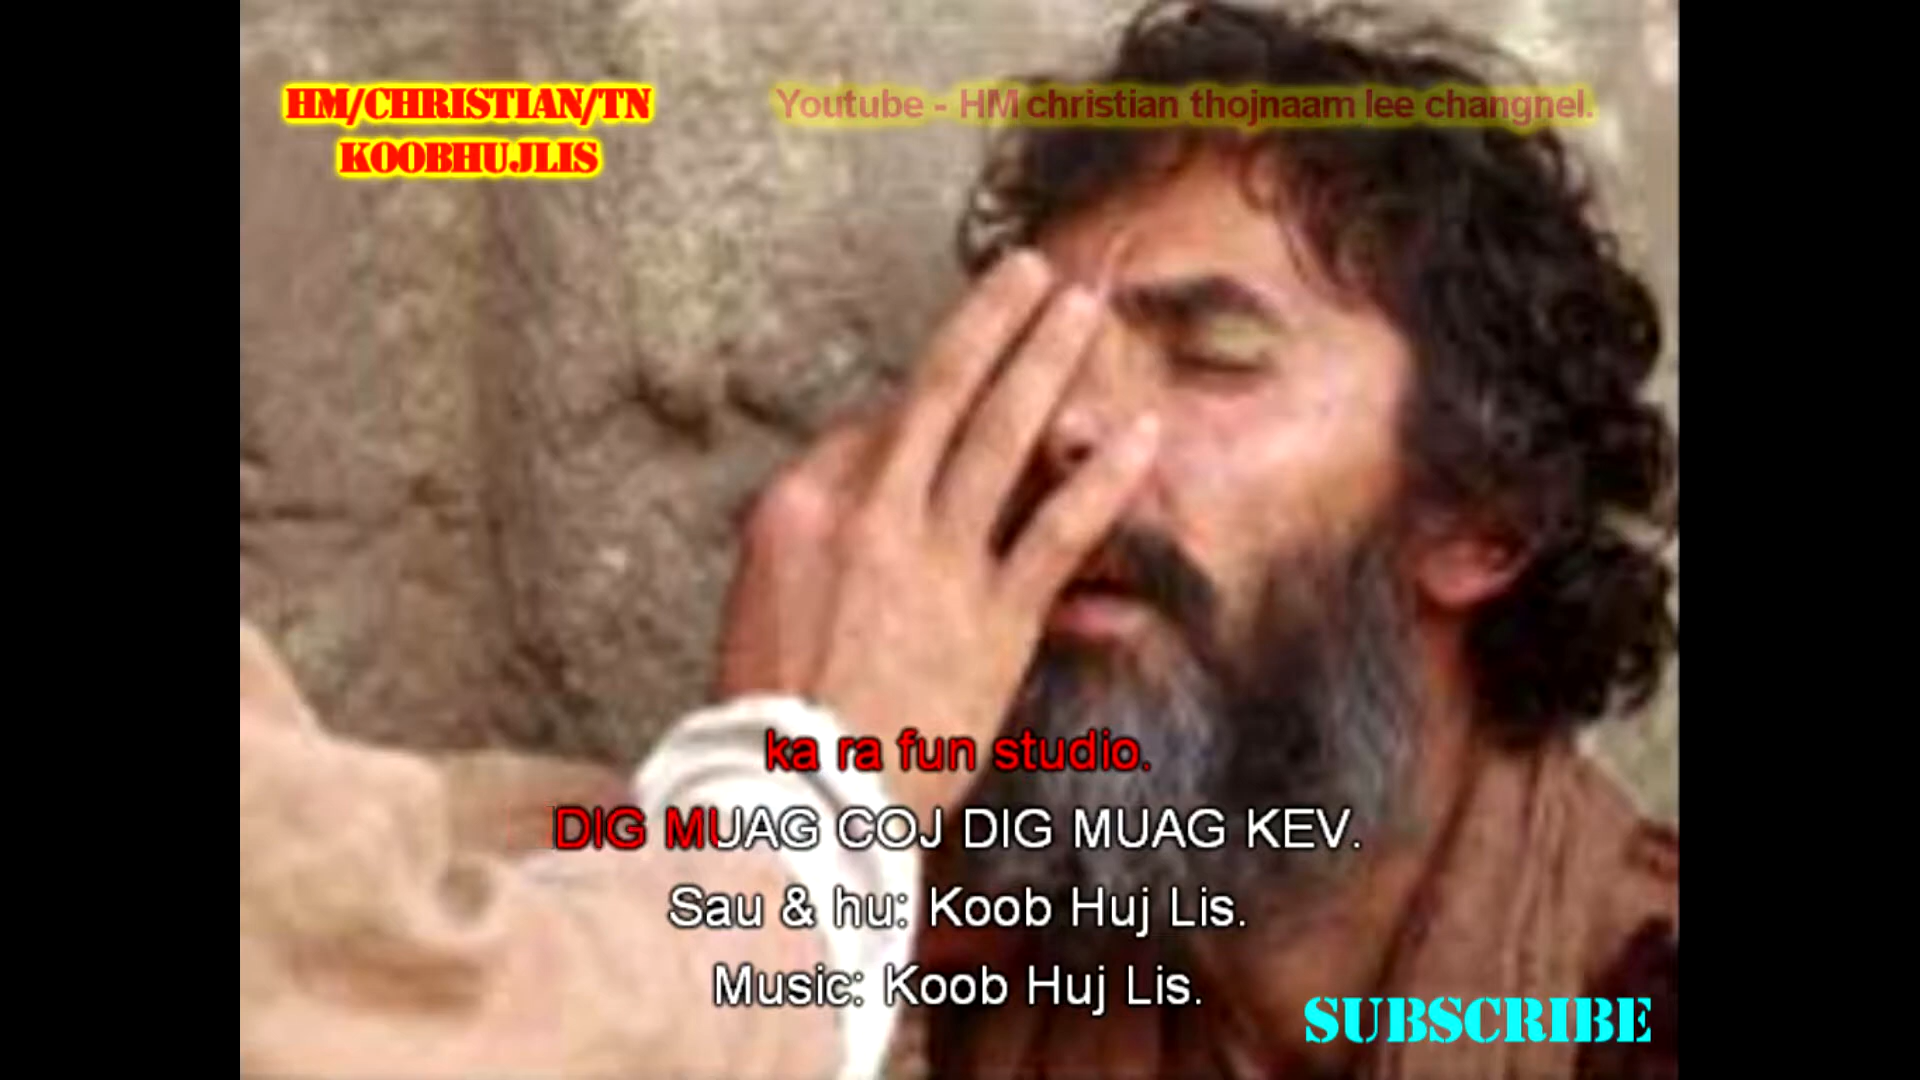 HM/CHRISTIAN/TN
KOOBHUJLIS
Youtube - HM christian thojnaam lee changnel.
ka ra fun studio.
DIG MUAG COJ DIG MUAG KEV.
Sau & hu: Koob Huj Lis.
Music: Koob Huj Lis.
SUBSCRIBE